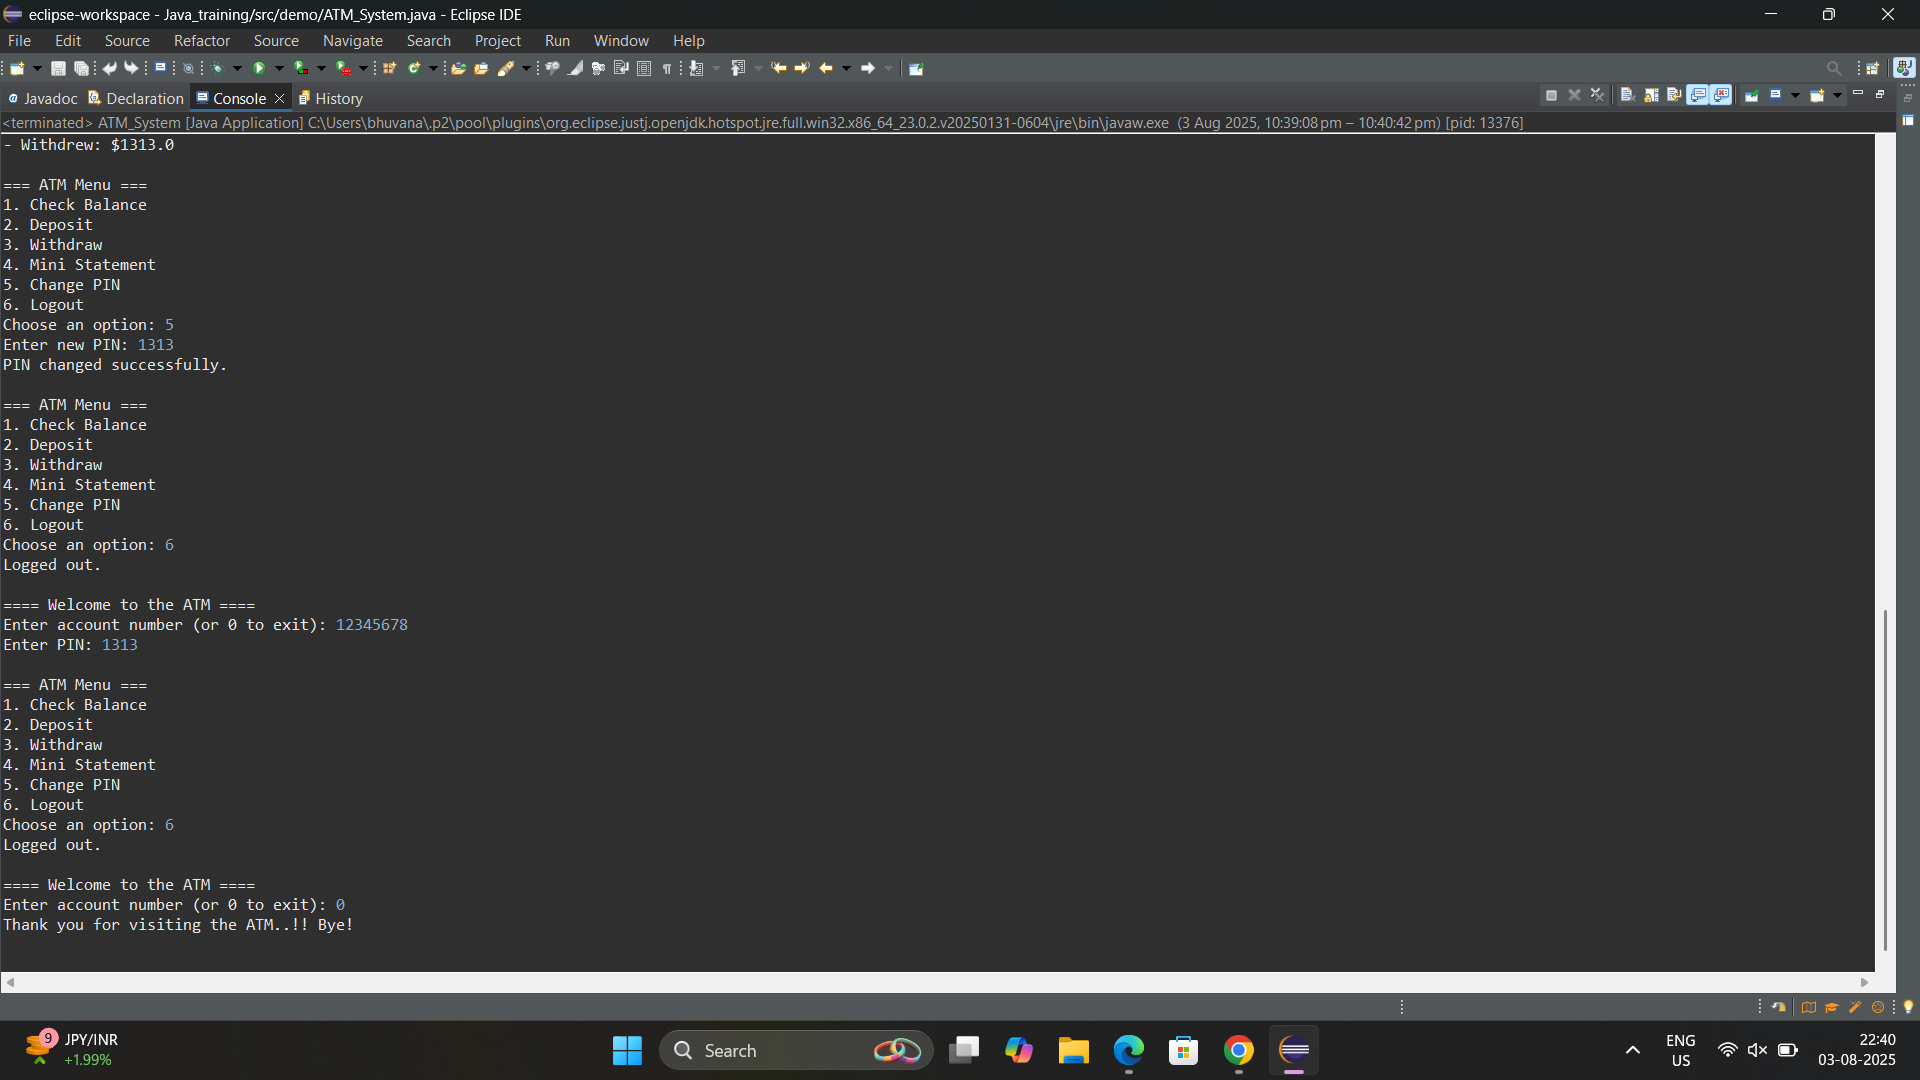 eclipse-workspace - Java_training/src/demo/ATM_System.java - Eclipse IDE
File Edit Source Refactor Source Navigate Search Project Run Window Help
Javadoc Declaration Console History
<terminated> ATM_System [Java Application] C:\Users\bhuvana\.p2\pool\plugins\org.eclipse.justj.openjdk.hotspot.jre.full.win32.x86_64_23.0.2.v20250131-0604\jre\bin\javaw.exe (3 Aug 2025, 10:39:08 pm – 10:40:42 pm) [pid: 13376]
- Withdrew: $1313.0
=== ATM Menu ===
1. Check Balance
2. Deposit
3. Withdraw
4. Mini Statement
5. Change PIN
6. Logout
Choose an option: 5
Enter new PIN: 1313
PIN changed successfully.
=== ATM Menu ===
1. Check Balance
2. Deposit
3. Withdraw
4. Mini Statement
5. Change PIN
6. Logout
Choose an option: 6
Logged out.
==== Welcome to the ATM ====
Enter account number (or 0 to exit): 12345678
Enter PIN: 1313
=== ATM Menu ===
1. Check Balance
2. Deposit
3. Withdraw
4. Mini Statement
5. Change PIN
6. Logout
Choose an option: 6
Logged out.
==== Welcome to the ATM ====
Enter account number (or 0 to exit): 0
Thank you for visiting the ATM..!! Bye!
9
JPY/INR
+1.99%
Search
ENG
US
22:40
03-08-2025